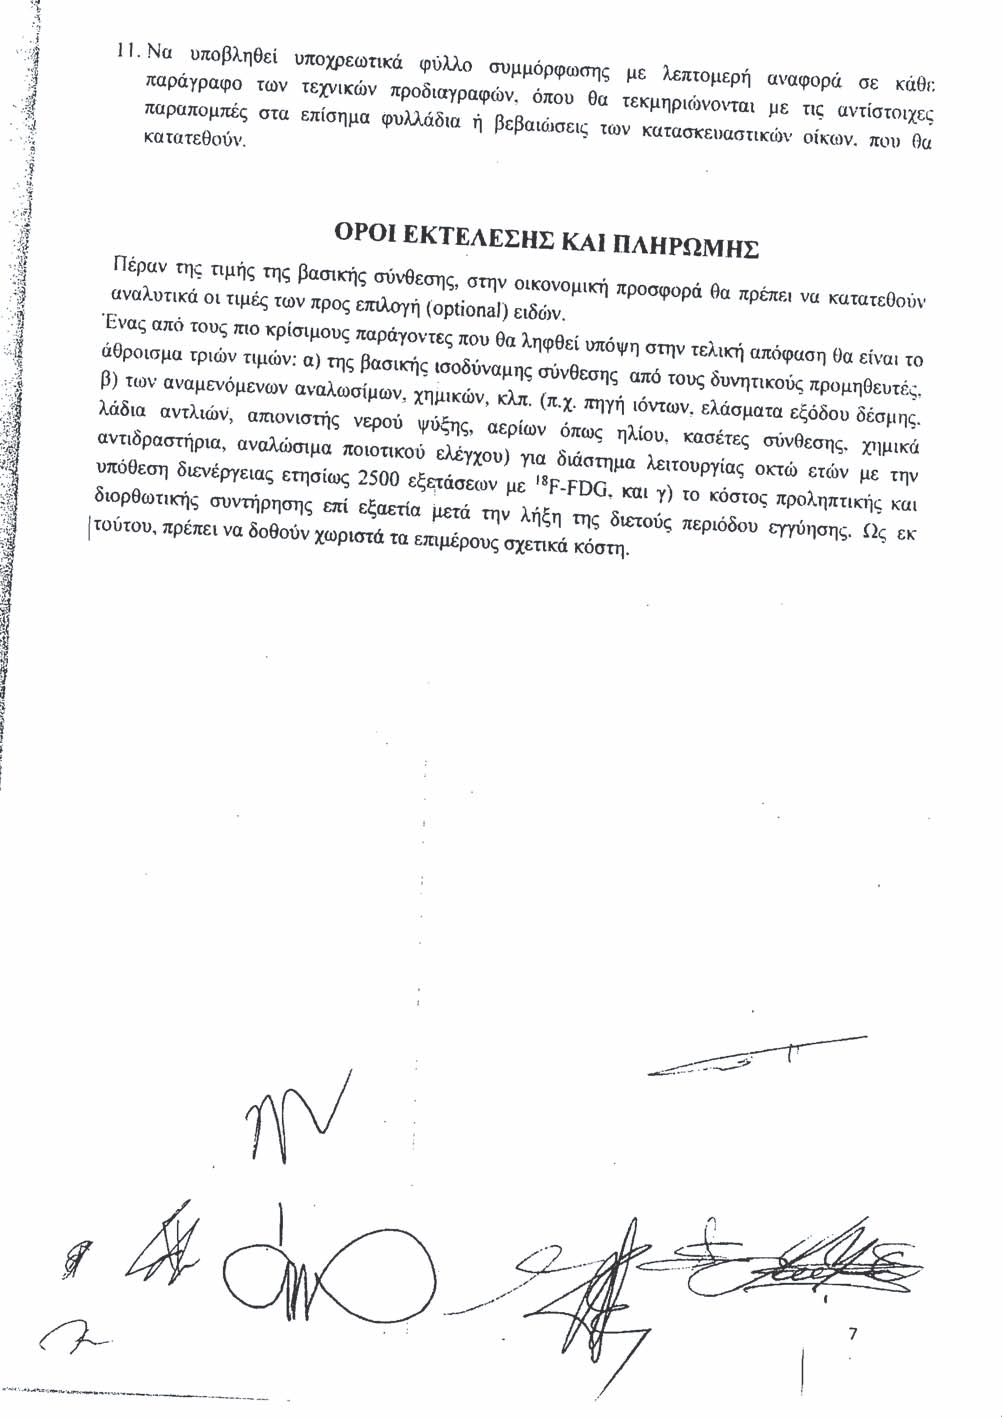 11. Να υποβληθεί υποχρεωτικά φύλλο συμμόρφωσης με λεπτομερή αναφορά σε κάθε
παράγραφο των τεχνικών προδιαγραφών, όπου θα τεκμηριώνονται με τις αντίστοιχες
παραπομπές στα επίσημα φυλλάδια ή βεβαιώσεις των κατασκευαστικών οίκων, που θα
κατατεθούν.
ΟΡΟΙ ΕΚΤΕΛΕΣΗΣ ΚΑΙ ΠΛΗΡΩΜΗΣ
Πέραν της τιμής της βασικής σύνθεσης, στην οικονομική προσφορά θα πρέπει να κατατεθούν
αναλυτικά οι τιμές των προς επιλογή (optional) ειδών.
Ένας από τους πιο κρίσιμους παράγοντες που θα ληφθεί υπόψη στην τελική απόφαση θα είναι το
άθροισμα τριών τιμών: α) της βασικής ισοδύναμης σύνθεσης από τους δυνητικούς προμηθευτές,
β) των αναμενόμενων αναλωσίμων, χημικών, κλπ. (π.χ. πηγή ιόντων, ελάσματα εξόδου δέσμης,
λάδια αντλιών, απιονιστής νερού ψύξης, αερίων όπως ηλίου, κασέτες σύνθεσης, χημικά
αντιδραστήρια, αναλώσιμα ποιοτικού ελέγχου) για διάστημα λειτουργίας οκτώ ετών με την
υπόθεση διενέργειας ετησίως 2500 εξετάσεων με ¹⁸F-FDG, και γ) το κόστος προληπτικής και
διορθωτικής συντήρησης επί εξαετία μετά την λήξη της διετούς περιόδου εγγύησης. Ως εκ
τούτου, πρέπει να δοθούν χωριστά τα επιμέρους σχετικά κόστη.
7